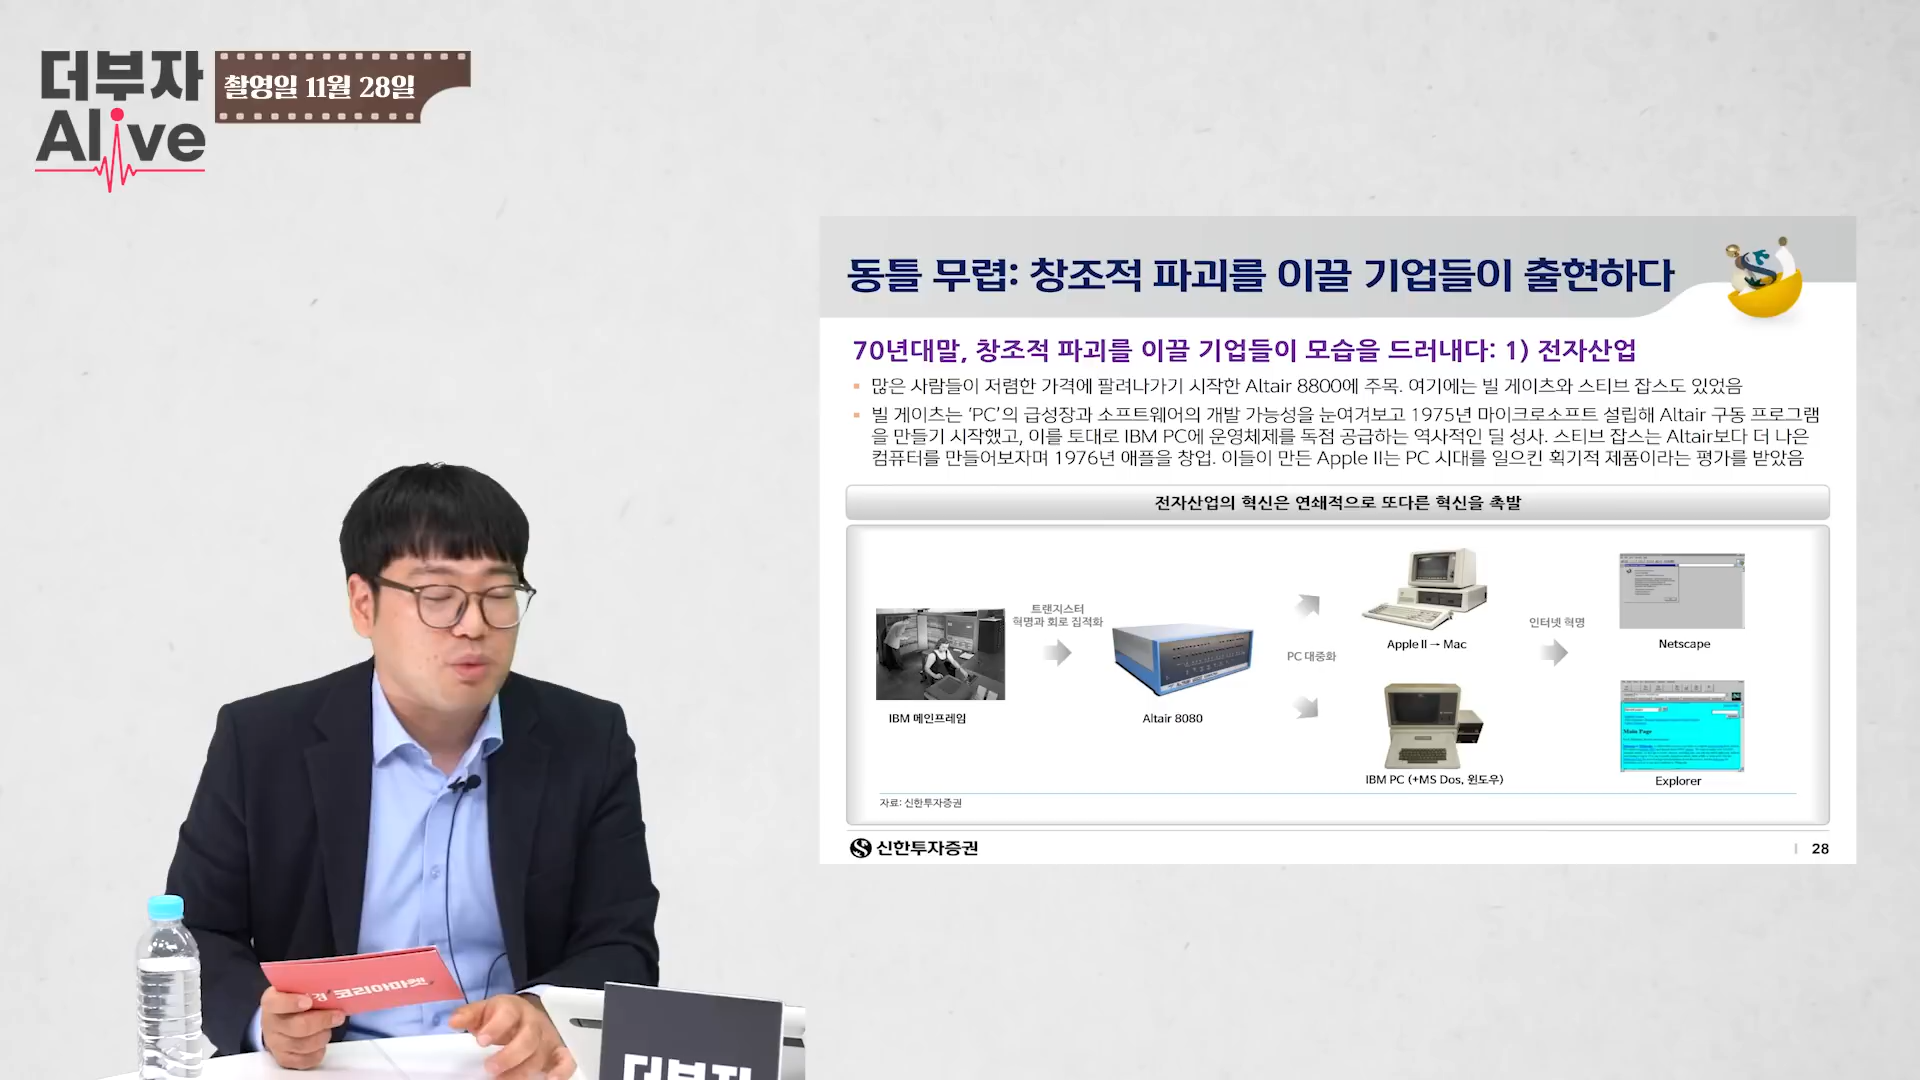 더부자
Alive
촬영일 11월 28일
동틀 무렵: 창조적 파괴를 이끌 기업들이 출현하다
70년대말, 창조적 파괴를 이끌 기업들이 모습을 드러내다: 1) 전자산업
많은 사람들이 저렴한 가격에 팔려나가기 시작한 Altair 8800에 주목. 여기에는 빌 게이츠와 스티브 잡스도 있었음
빌 게이츠는 ‘PC’의 급성장과 소프트웨어의 개발 가능성을 눈여겨보고 1975년 마이크로소프트 설립해 Altair 구동 프로그램
을 만들기 시작했고, 이를 토대로 IBM PC에 운영체제를 독점 공급하는 역사적인 딜 성사. 스티브 잡스는 Altair보다 더 나은
컴퓨터를 만들어보자며 1976년 애플을 창업. 이들이 만든 Apple II는 PC 시대를 일으킨 획기적 제품이라는 평가를 받았음
전자산업의 혁신은 연쇄적으로 또다른 혁신을 촉발
트랜지스터
혁명과 회로 집적화
PC 대중화
인터넷 혁명
IBM 메인프레임
Altair 8080
Apple II → Mac
IBM PC (+MS Dos, 윈도우)
Netscape
Main Page
Explorer
자료: 신한투자증권
신한투자증권
28
코리아마켓
더부자